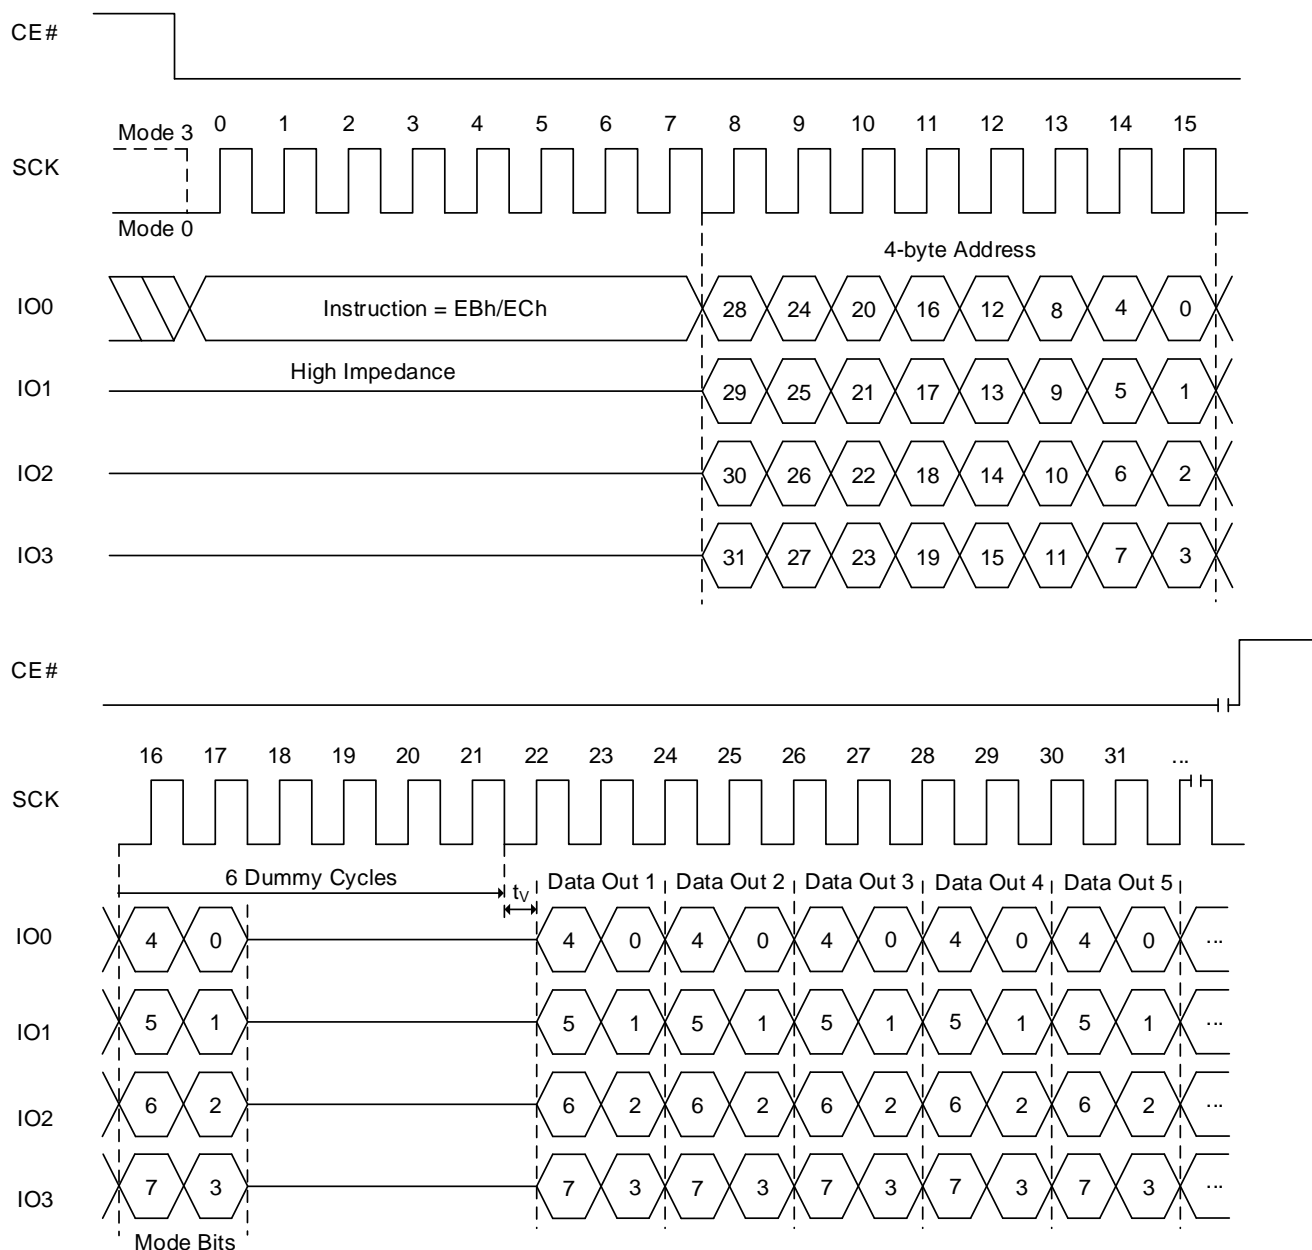 CE#
Mode 3 0 1 2 3 4 5 6 7 8 9 10 11 12 13 14 15
SCK
Mode 0
4-byte Address
IO0 Instruction = EBh/ECh 28 24 20 16 12 8 4 0
High Impedance
IO1 29 25 21 17 13 9 5 1
IO2 30 26 22 18 14 10 6 2
IO3 31 27 23 19 15 11 7 3
CE#
16 17 18 19 20 21 22 23 24 25 26 27 28 29 30 31 ...
SCK
6 Dummy Cycles tV Data Out 1 Data Out 2 Data Out 3 Data Out 4 Data Out 5
IO0 4 0 4 0 4 0 4 0 4 0 4 0 ...
IO1 5 1 5 1 5 1 5 1 5 1 5 1 ...
IO2 6 2 6 2 6 2 6 2 6 2 6 2 ...
IO3 7 3 7 3 7 3 7 3 7 3 7 3 ...
Mode Bits